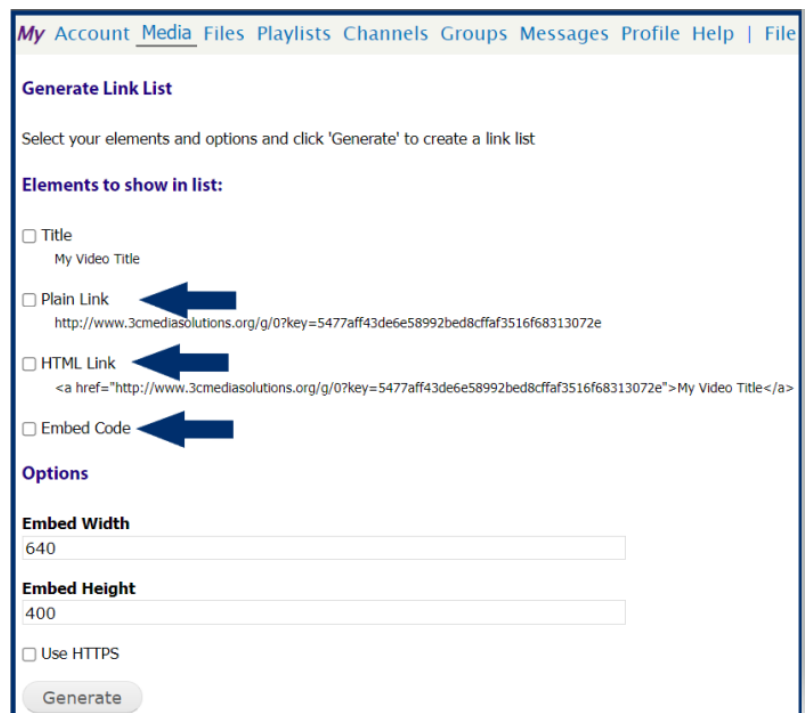 My Account Media Files Playlists Channels Groups Messages Profile Help | File
Generate Link List
Select your elements and options and click 'Generate' to create a link list
Elements to show in list:
Title
My Video Title
Plain Link
http://www.3cmediasolutions.org/g/0?key=5477aff43de6e58992bed8cffaf3516f68313072e
HTML Link
<a href="http://www.3cmediasolutions.org/g/0?key=5477aff43de6e58992bed8cffaf3516f68313072e">My Video Title</a>
Embed Code
Options
Embed Width
640
Embed Height
400
Use HTTPS
Generate